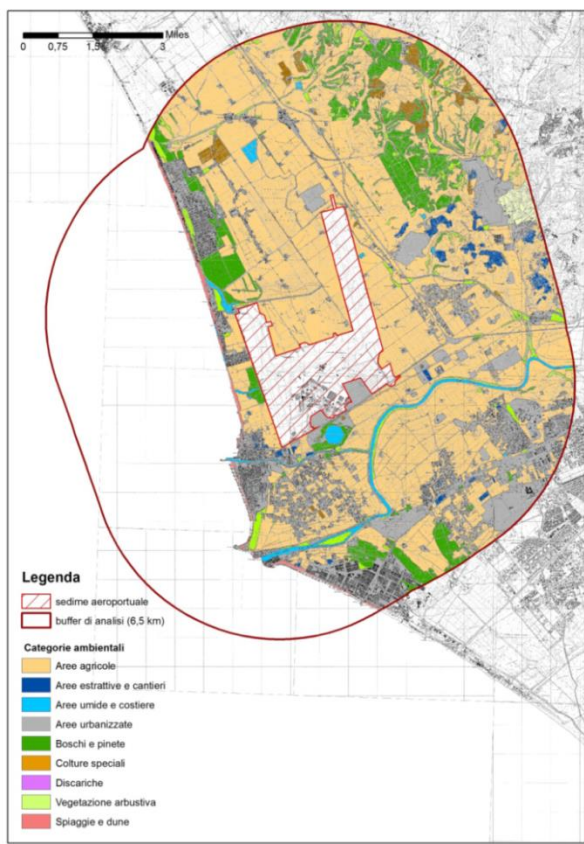 Miles
0 0,75 1,5 3
Legenda
sedime aeroportuale
buffer di analisi (6,5 km)
Categorie ambientali
Aree agricole
Aree estrattive e cantieri
Aree umide e costiere
Aree urbanizzate
Boschi e pinete
Colture speciali
Discariche
Vegetazione arbustiva
Spiaggie e dune